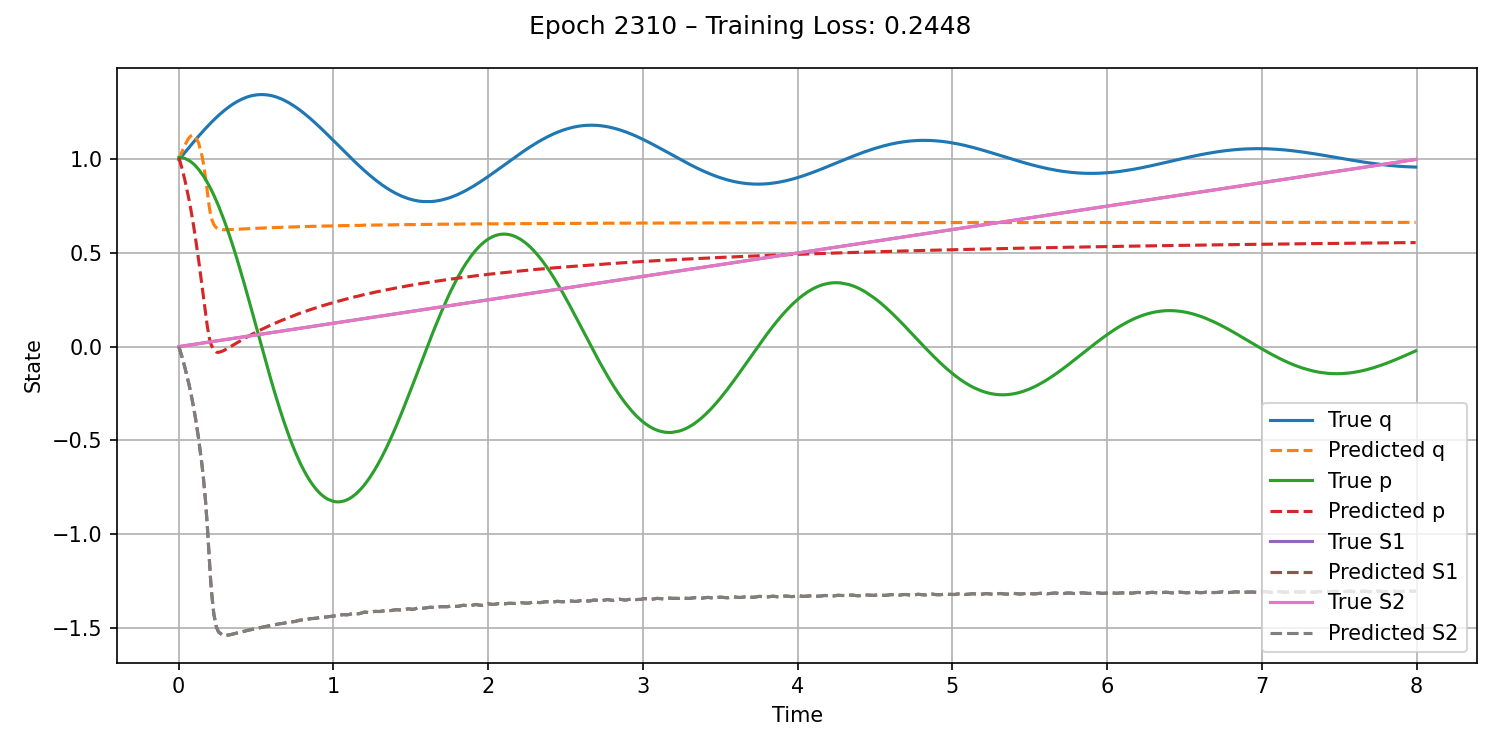 Epoch 2310 – Training Loss: 0.2448
1.0
0.5
0.0
−0.5
−1.0
−1.5
State
0 1 2 3 4 5 6 7 8
Time
True q
Predicted q
True p
Predicted p
True S1
Predicted S1
True S2
Predicted S2